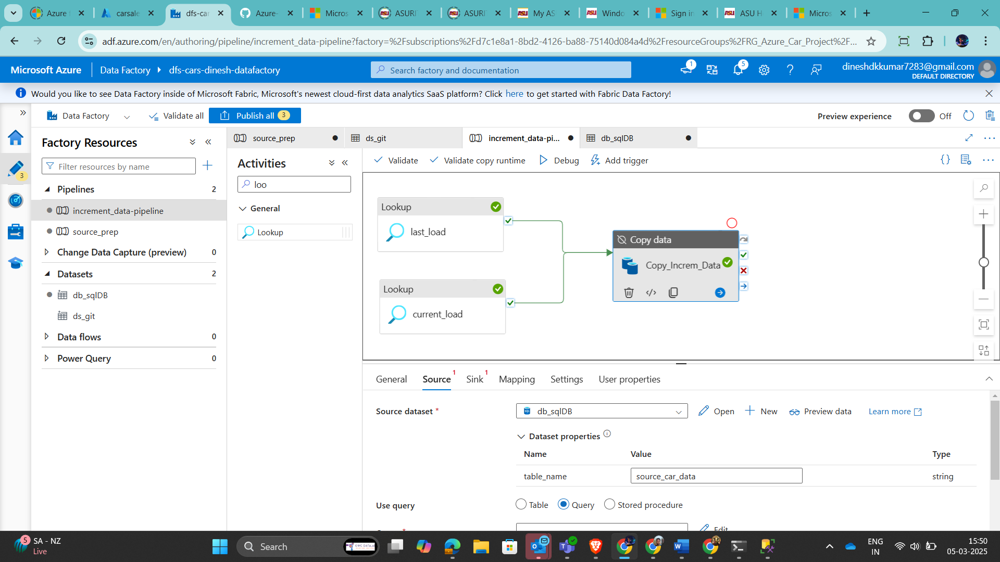 Azure
carsale
dfs-car
Azure-
Micros
ASURI
ASURI
My AS
Windo
Sign in
ASU H
Micros
adf.azure.com/en/authoring/pipeline/increment_data-pipeline?factory=%2Fsubscriptions%2Fd7c1e8a1-8bd2-4126-ba88-75140d084a4d%2FresourceGroups%2FRG_Azure_Car_Project%2F...
Microsoft Azure
Data Factory
dfs-cars-dinesh-datafactory
Search factory and documentation
1
5
dineshdkkumar7283@gmail.com
DEFAULT DIRECTORY
Would you like to see Data Factory inside of Microsoft Fabric, Microsoft's newest cloud-first data analytics SaaS platform? Click here to get started with Fabric Data Factory!
Data Factory
Validate all
Publish all 3
Preview experience
Off
3
Factory Resources
Filter resources by name
Pipelines 2
increment_data-pipeline
source_prep
Change Data Capture (preview) 0
Datasets 2
db_sqlDB
ds_git
Data flows 0
Power Query 0
source_prep
ds_git
increment_data-pi...
db_sqlDB
Activities
loo
General
Lookup
Validate
Validate copy runtime
Debug
Add trigger
Lookup
last_load
Lookup
current_load
Copy data
Copy_Increm_Data
General
Source 1
Sink 1
Mapping
Settings
User properties
Source dataset *
db_sqlDB
Open
New
Preview data
Learn more
Dataset properties
Name Value Type
table_name source_car_data string
Use query
Table
Query
Stored procedure
Edit
5
SA - NZ
Live
Search
ENG
IN
15:50
05-03-2025